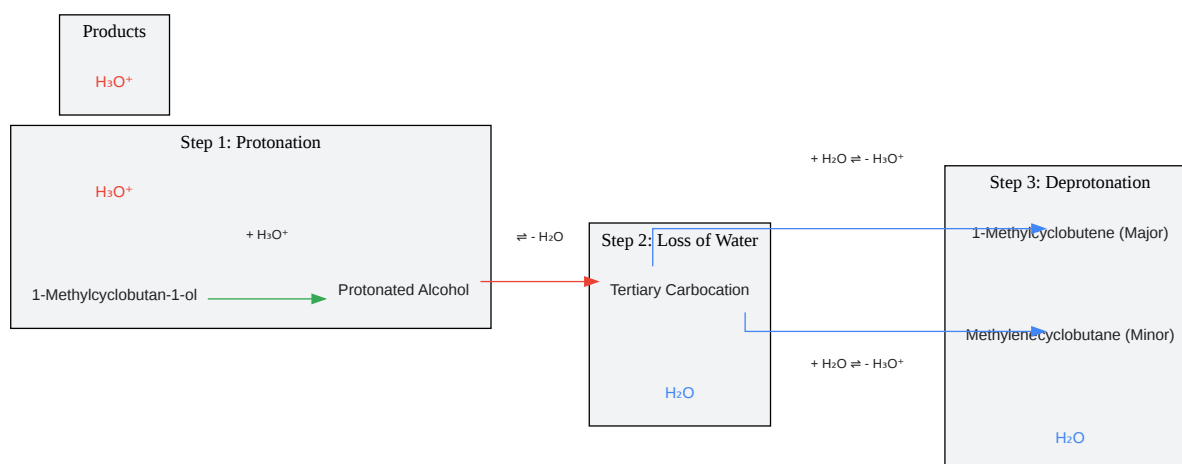 Products
H₃O⁺
Step 1: Protonation
H₃O⁺
+ H₃O⁺
1-Methylcyclobutan-1-ol
Protonated Alcohol
⇌ - H₂O
Step 2: Loss of Water
Tertiary Carbocation
H₂O
+ H₂O ⇌ - H₃O⁺
+ H₂O ⇌ - H₃O⁺
Step 3: Deprotonation
1-Methylcyclobutene (Major)
Methylenecyclobutane (Minor)
H₂O